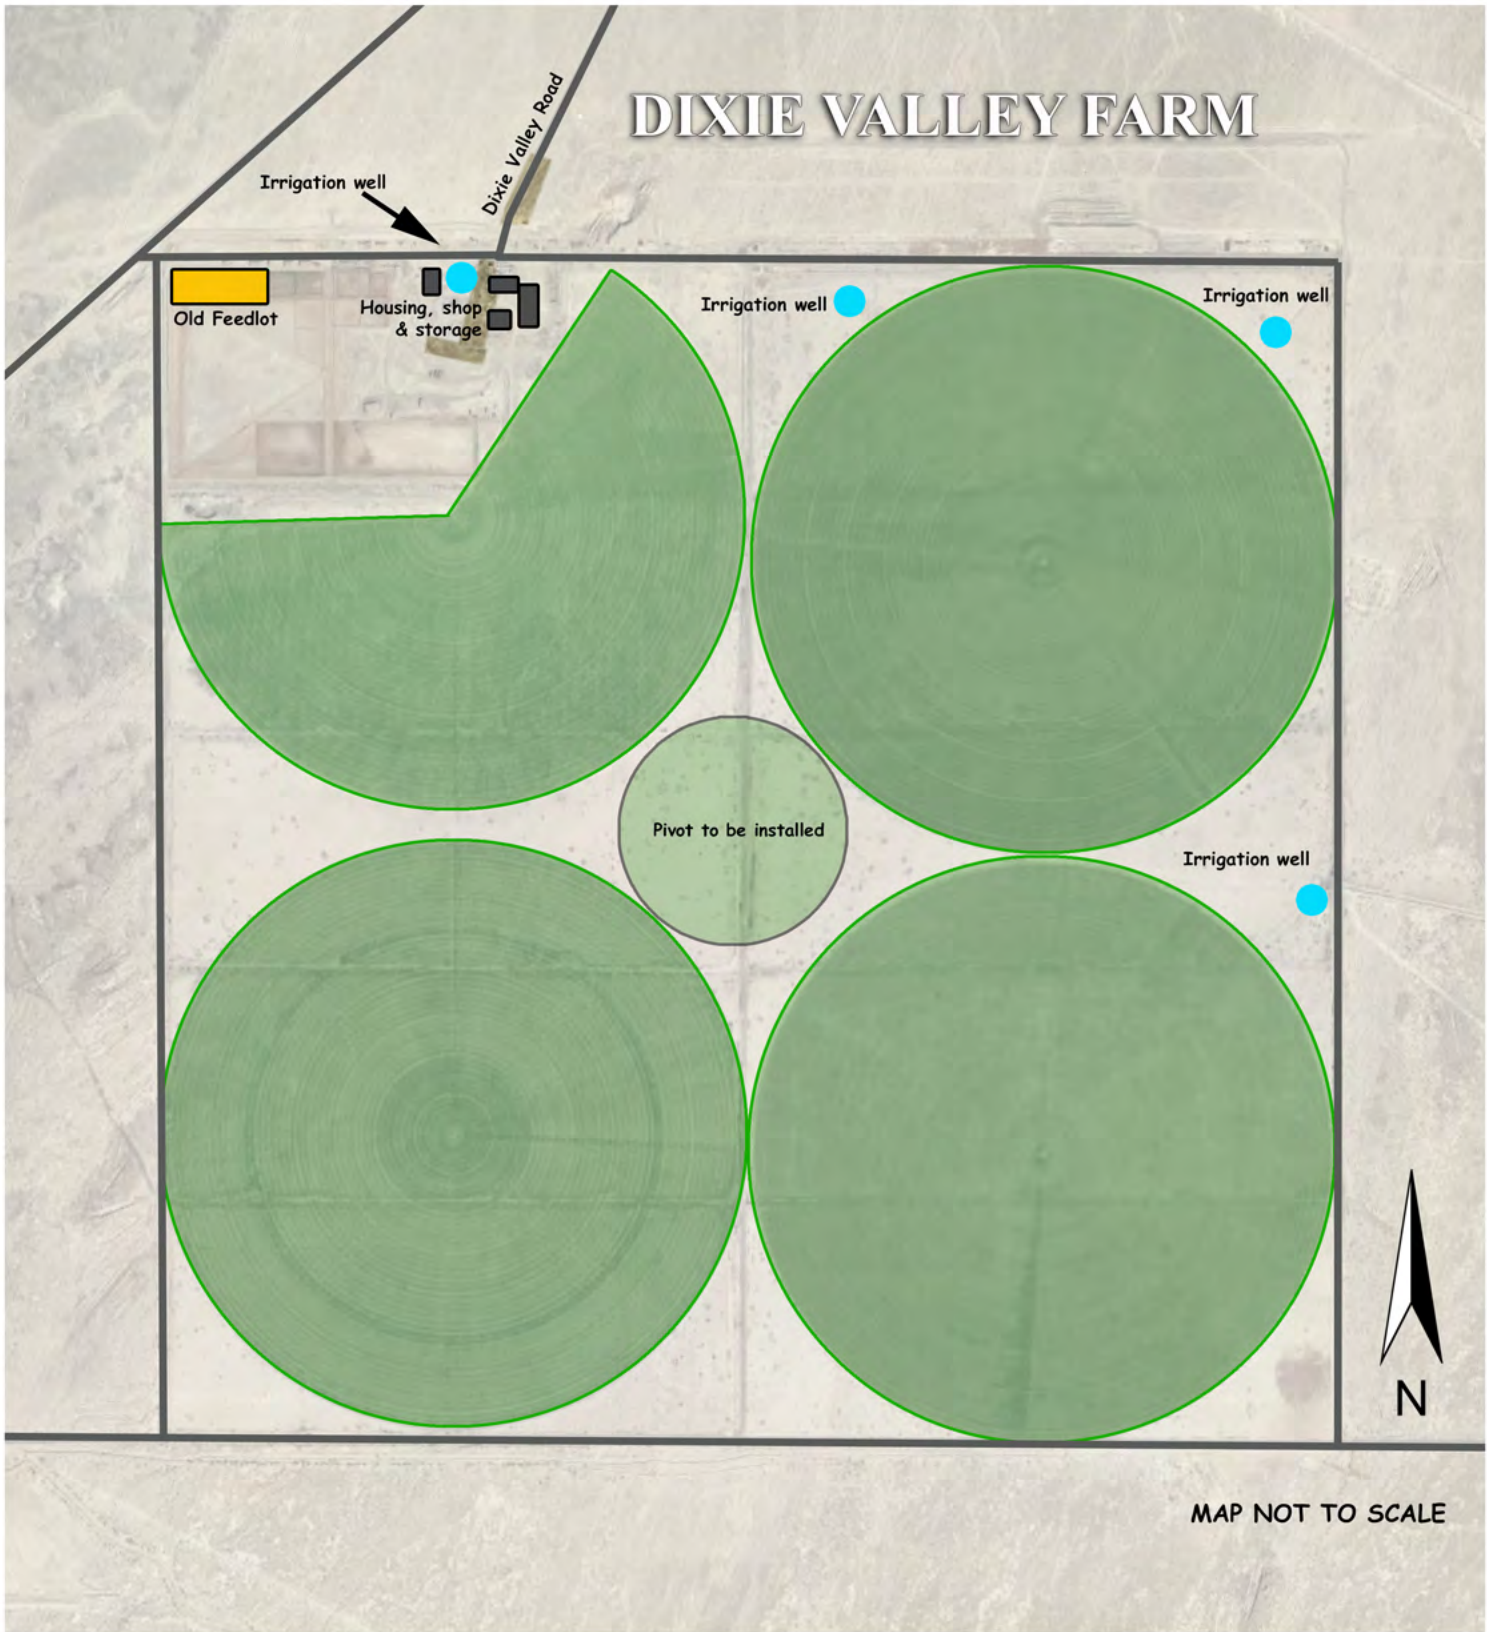 DIXIE VALLEY FARM
Dixie Valley Road
Irrigation well
Old Feedlot
Housing, shop
& storage
Irrigation well
Irrigation well
Pivot to be installed
Irrigation well
N
MAP NOT TO SCALE